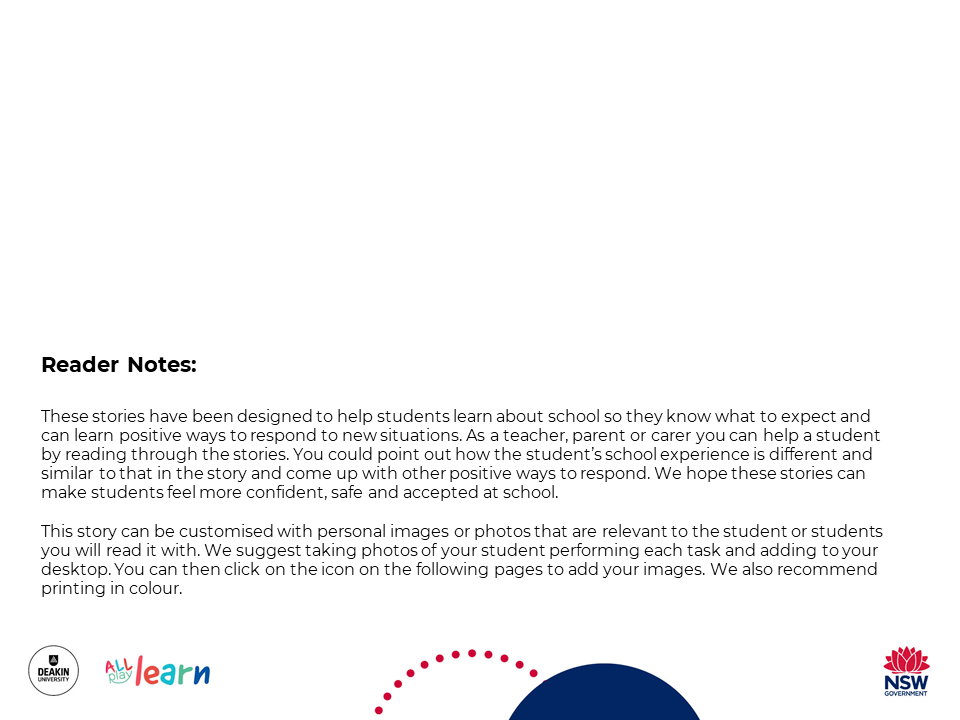 Reader Notes:
These stories have been designed to help students learn about school so they know what to expect and
can learn positive ways to respond to new situations. As a teacher, parent or carer you can help a student
by reading through the stories. You could point out how the student’s school experience is different and
similar to that in the story and come up with other positive ways to respond. We hope these stories can
make students feel more confident, safe and accepted at school.
This story can be customised with personal images or photos that are relevant to the student or students
you will read it with. We suggest taking photos of your student performing each task and adding to your
desktop. You can then click on the icon on the following pages to add your images. We also recommend
printing in colour.
DEAKIN
UNIVERSITY
ALL
play
learn
NSW
GOVERNMENT